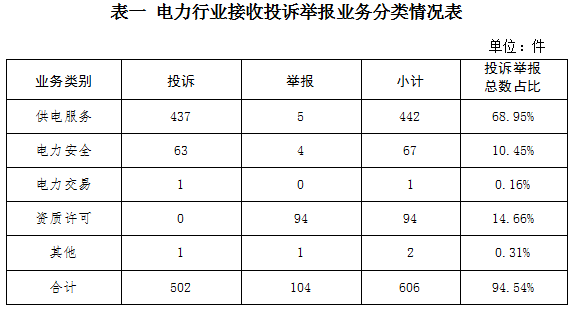 表一 电力行业接收投诉举报业务分类情况表
单位：件
业务类别 投诉 举报 小计 投诉举报
总数占比
供电服务 437 5 442 68.95%
电力安全 63 4 67 10.45%
电力交易 1 0 1 0.16%
资质许可 0 94 94 14.66%
其他 1 1 2 0.31%
合计 502 104 606 94.54%